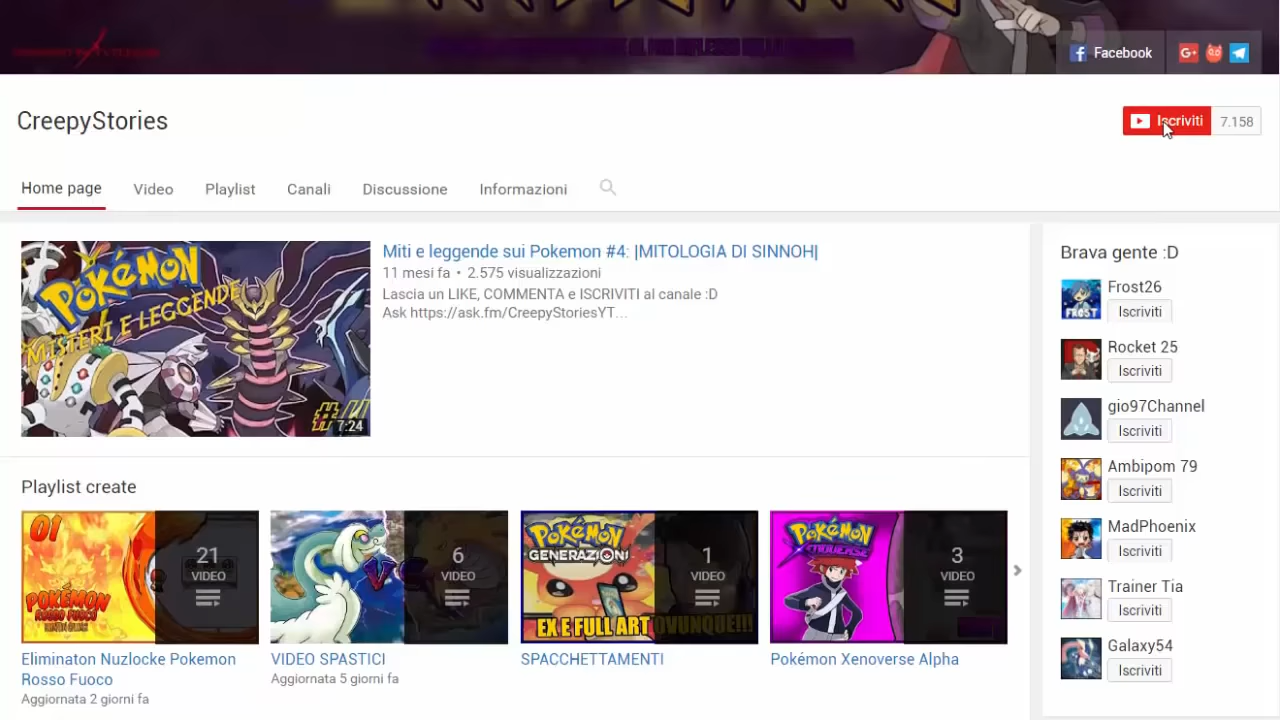 Facebook
G+
CreepyStories
Iscriviti
7.158
Home page
Video
Playlist
Canali
Discussione
Informazioni
POKÉMON
MISTERI E LEGGENDE
#4
7:24
Miti e leggende sui Pokemon #4: |MITOLOGIA DI SINNOH|
11 mesi fa • 2.575 visualizzazioni
Lascia un LIKE, COMMENTA e ISCRIVITI al canale :D
Ask https://ask.fm/CreepyStoriesYT…
Brava gente :D
Frost26
Iscriviti
FROST
Rocket 25
Iscriviti
gio97Channel
Iscriviti
Ambipom 79
Iscriviti
MadPhoenix
Iscriviti
Trainer Tia
Iscriviti
Galaxy54
Iscriviti
Playlist create
01
POKÉMON
ROSSO FUOCO
21
VIDEO
Eliminaton Nuzlocke Pokemon
Rosso Fuoco
Aggiornata 2 giorni fa
6
VIDEO
VIDEO SPASTICI
Aggiornata 5 giorni fa
POKÉMON
GENERAZIONI
EX E FULL ART OVUNQUE!!!
1
VIDEO
SPACCHETTAMENTI
POKÉMON
XENOVERSE
3
VIDEO
Pokémon Xenoverse Alpha